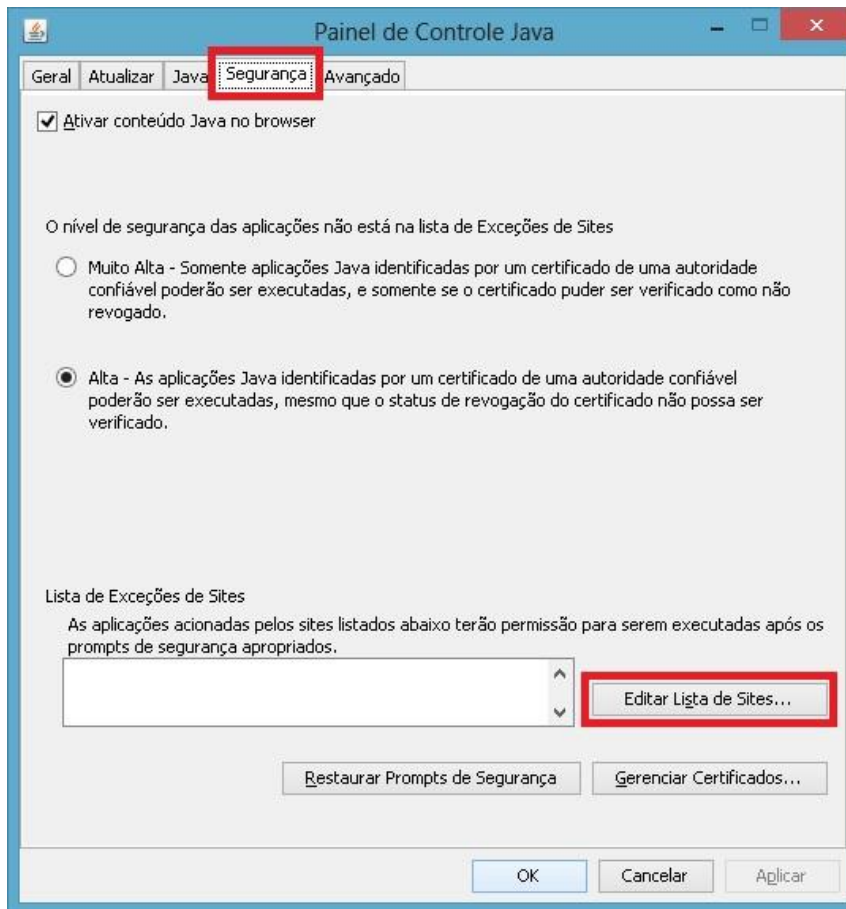 Painel de Controle Java
Geral Atualizar Java Segurança Avançado
Ativar conteúdo Java no browser
O nível de segurança das aplicações não está na lista de Exceções de Sites
Muito Alta - Somente aplicações Java identificadas por um certificado de uma autoridade
confiável poderão ser executadas, e somente se o certificado puder ser verificado como não
revogado.
Alta - As aplicações Java identificadas por um certificado de uma autoridade confiável
poderão ser executadas, mesmo que o status de revogação do certificado não possa ser
verificado.
Lista de Exceções de Sites
As aplicações acionadas pelos sites listados abaixo terão permissão para serem executadas após os
prompts de segurança apropriados.
Editar Lista de Sites...
Restaurar Prompts de Segurança Gerenciar Certificados...
OK Cancelar Aplicar